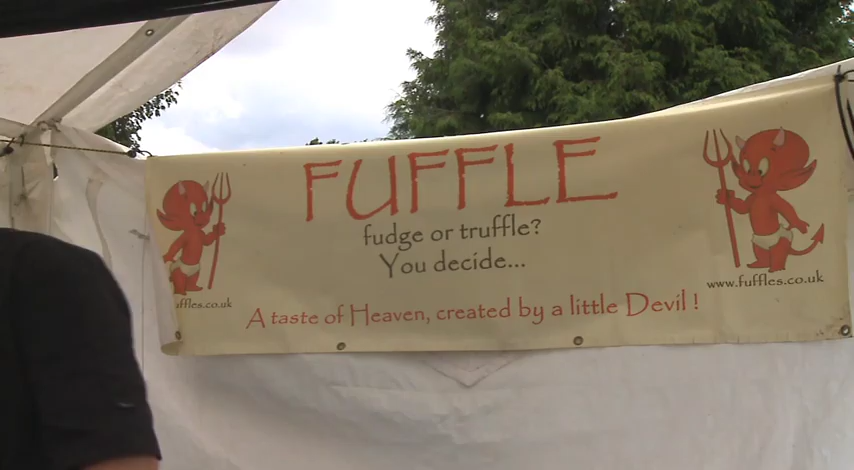 FUFFLE
fudge or truffle?
You decide...
uffles.co.uk
www.fuffles.co.uk
A taste of Heaven, created by a little Devil !